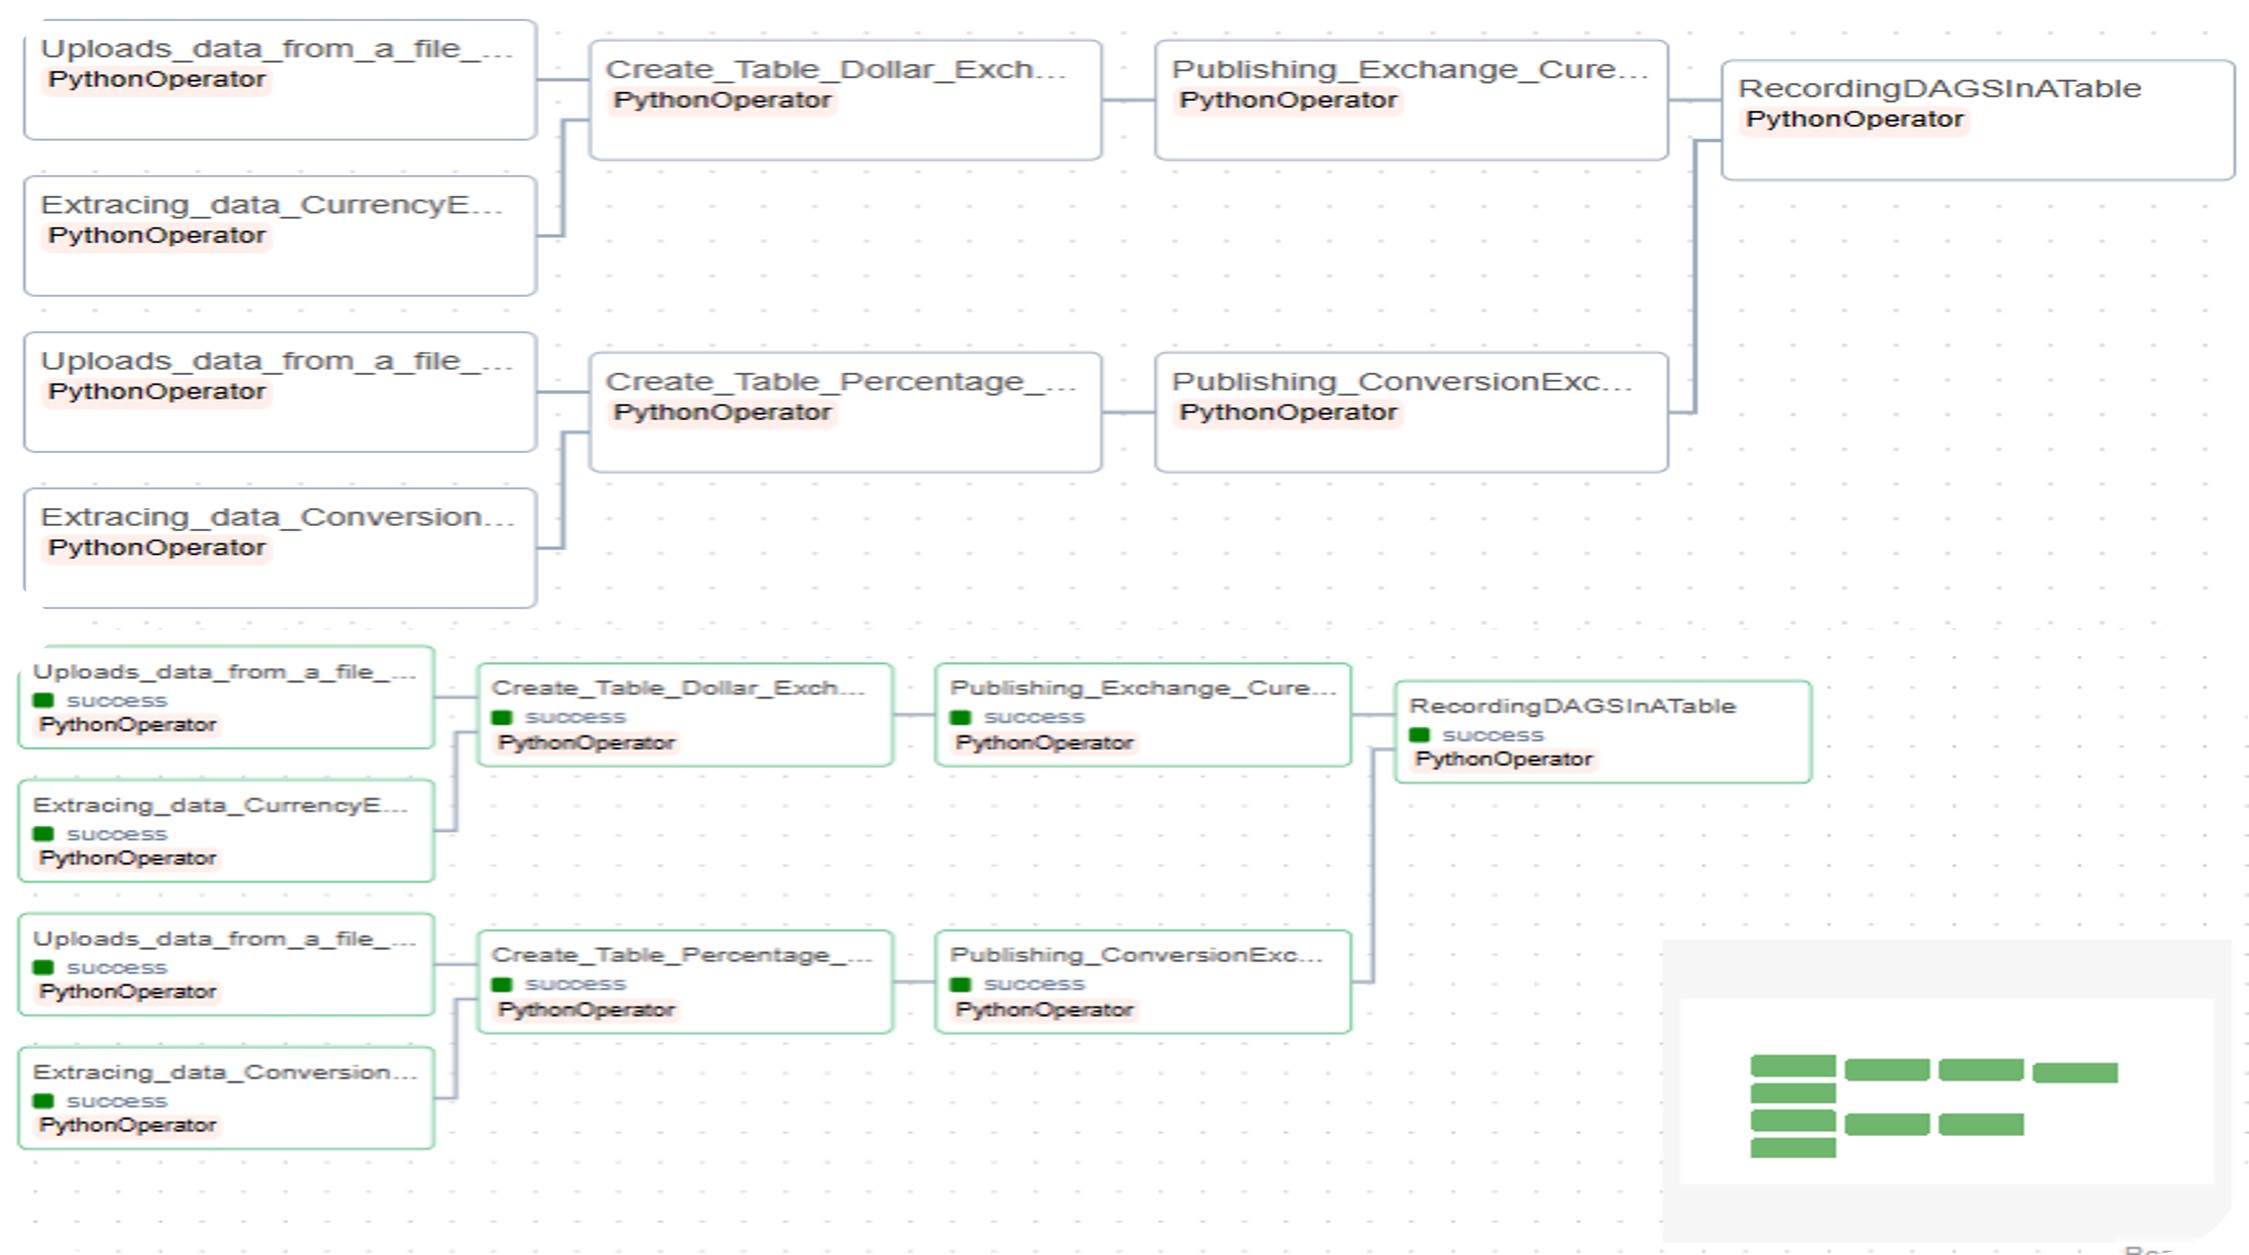 Uploads_data_from_a_file_...
PythonOperator
Create_Table_Dollar_Exch...
PythonOperator
Publishing_Exchange_Cure...
PythonOperator
RecordingDAGSInATable
PythonOperator
Extracing_data_CurrencyE...
PythonOperator
Uploads_data_from_a_file_...
PythonOperator
Create_Table_Percentage_...
PythonOperator
Publishing_ConversionExc...
PythonOperator
Extracing_data_Conversion...
PythonOperator
Uploads_data_from_a_file_...
success
PythonOperator
Create_Table_Dollar_Exch...
success
PythonOperator
Publishing_Exchange_Cure...
success
PythonOperator
RecordingDAGSInATable
success
PythonOperator
Extracing_data_CurrencyE...
success
PythonOperator
Uploads_data_from_a_file_...
success
PythonOperator
Create_Table_Percentage_...
success
PythonOperator
Publishing_ConversionExc...
success
PythonOperator
Extracing_data_Conversion...
success
PythonOperator